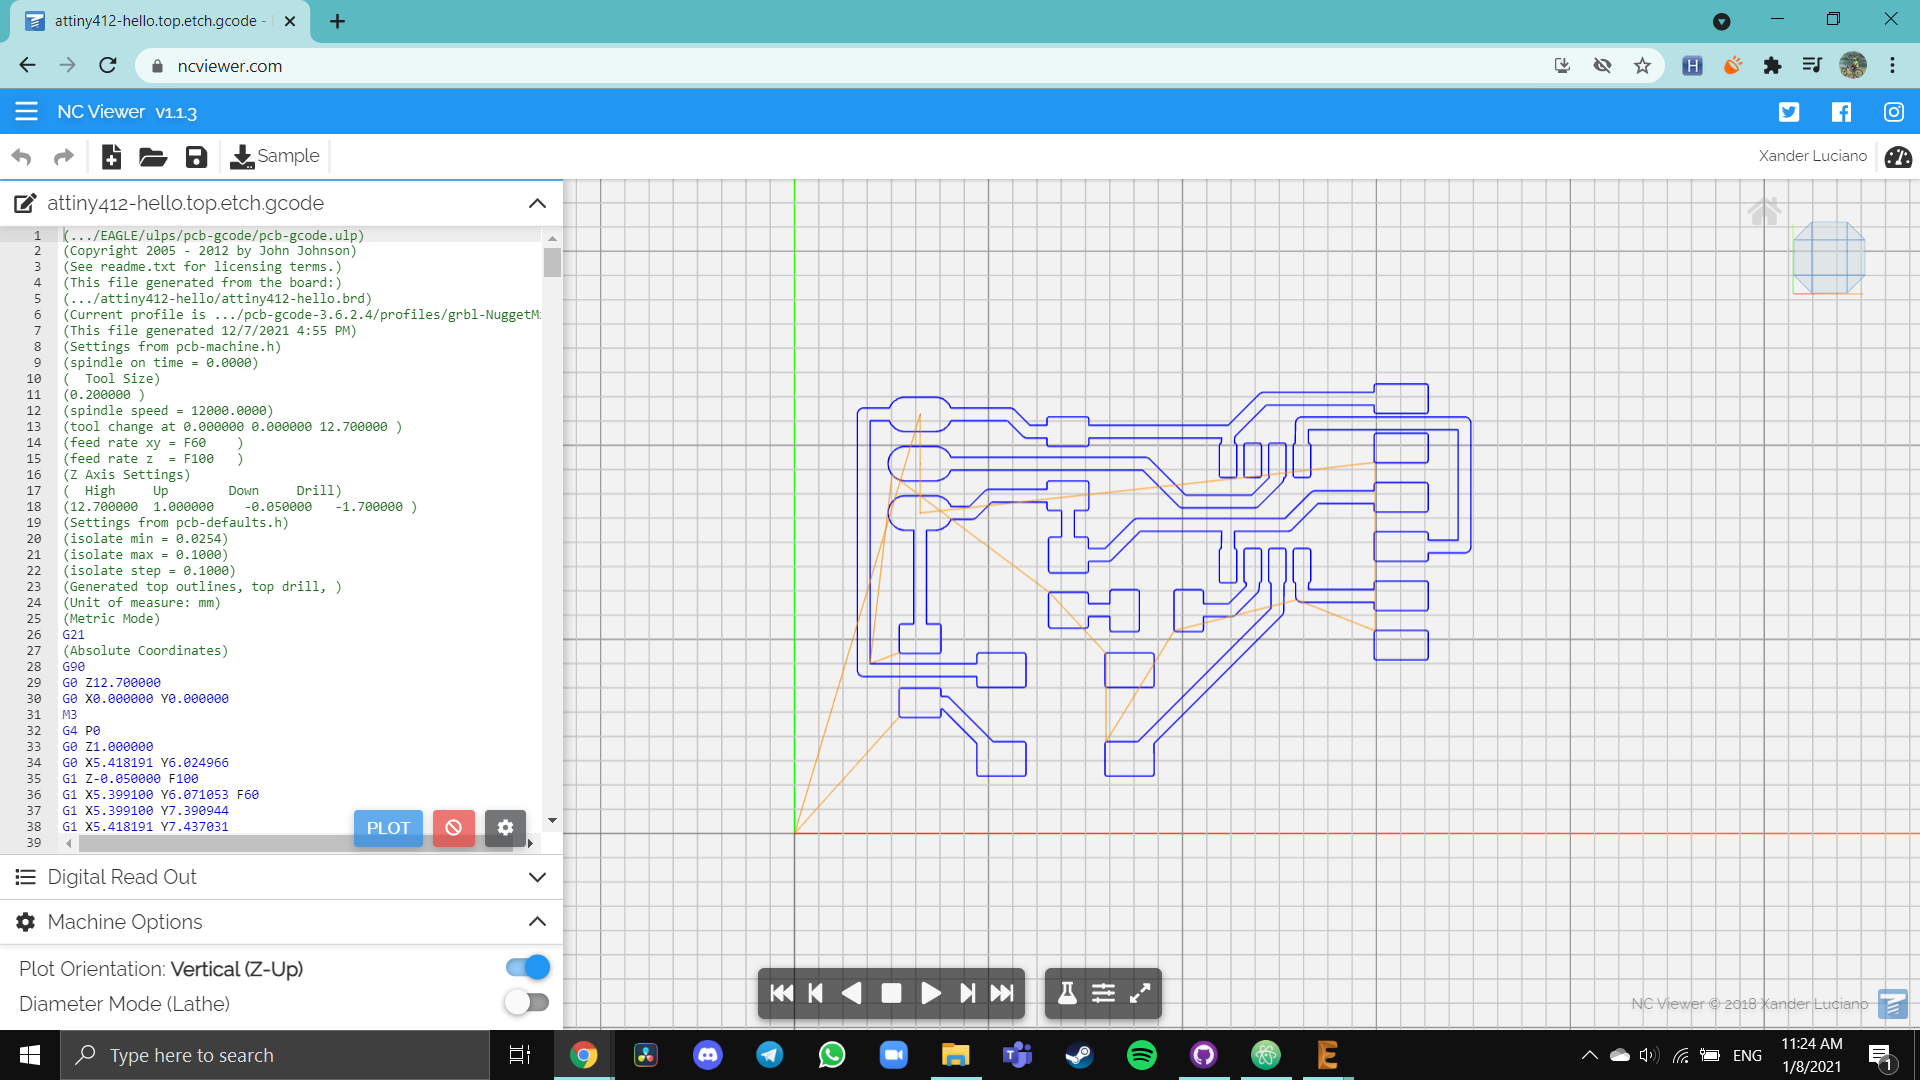 attiny412-hello.top.etch.gcode -
ncviewer.com
NC Viewer v1.1.3
Sample
Xander Luciano
attiny412-hello.top.etch.gcode
1 (.../EAGLE/ulps/pcb-gcode/pcb-gcode.ulp)
2 (Copyright 2005 - 2012 by John Johnson)
3 (See readme.txt for licensing terms.)
4 (This file generated from the board:)
5 (.../attiny412-hello/attiny412-hello.brd)
6 (Current profile is .../pcb-gcode-3.6.2.4/profiles/grbl-NuggetM
7 (This file generated 12/7/2021 4:55 PM)
8 (Settings from pcb-machine.h)
9 (spindle on time = 0.0000)
10 ( Tool Size)
11 (0.200000 )
12 (spindle speed = 12000.0000)
13 (tool change at 0.000000 0.000000 12.700000 )
14 (feed rate xy = F60 )
15 (feed rate z = F100 )
16 (Z Axis Settings)
17 ( High Up Down Drill)
18 (12.700000 1.000000 -0.050000 -1.700000 )
19 (Settings from pcb-defaults.h)
20 (isolate min = 0.0254)
21 (isolate max = 0.1000)
22 (isolate step = 0.1000)
23 (Generated top outlines, top drill, )
24 (Unit of measure: mm)
25 (Metric Mode)
26 G21
27 (Absolute Coordinates)
28 G90
29 G0 Z12.700000
30 G0 X0.000000 Y0.000000
31 M3
32 G4 P0
33 G0 Z1.000000
34 G0 X5.418191 Y6.024966
35 G1 Z-0.050000 F100
36 G1 X5.399100 Y6.071053 F60
37 G1 X5.399100 Y7.390944
38 G1 X5.418191 Y7.437031
39
PLOT
Digital Read Out
Machine Options
Plot Orientation: Vertical (Z-Up)
Diameter Mode (Lathe)
NC Viewer © 2018 Xander Luciano
Type here to search
ENG
11:24 AM
1/8/2021
1